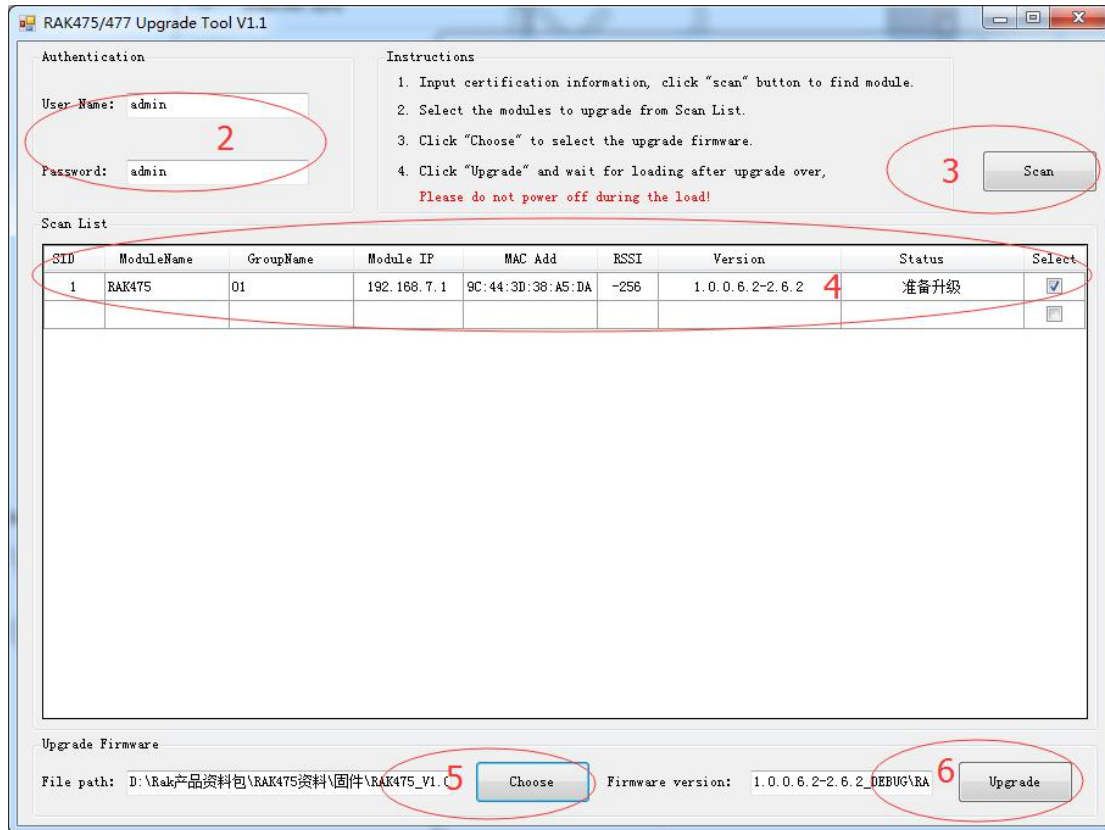 RAK475/477 Upgrade Tool V1.1
Authentication
User Name: admin
2
Password: admin
Instructions
1. Input certification information, click "scan" button to find module.
2. Select the modules to upgrade from Scan List.
3. Click "Choose" to select the upgrade firmware.
4. Click "Upgrade" and wait for loading after upgrade over,
Please do not power off during the load!
3 Scan
Scan List
SID ModuleName GroupName Module IP MAC Add RSSI Version Status Select
1 RAK475 01 192.168.7.1 9C:44:3D:38:A5:DA -256 1.0.0.6.2-2.6.2 4 准备升级
Upgrade Firmware
File path: D:\Rak产品资料包\RAK475资料\固件\RAK475_V1.0 5 Choose Firmware version: 1.0.0.6.2-2.6.2_DEBUG\RA 6 Upgrade